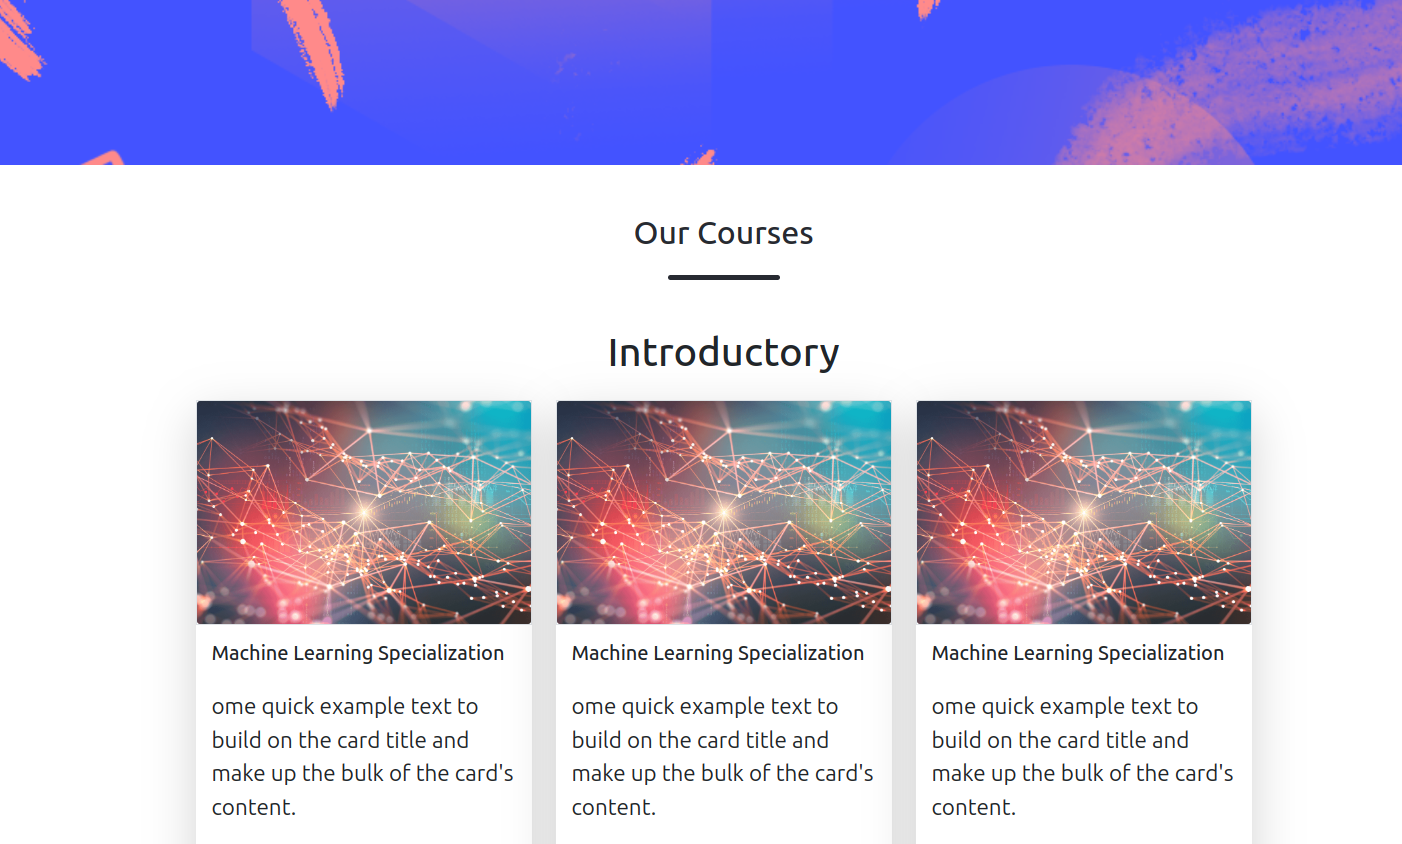 Our Courses
Introductory
Machine Learning Specialization
ome quick example text to
build on the card title and
make up the bulk of the card's
content.
Machine Learning Specialization
ome quick example text to
build on the card title and
make up the bulk of the card's
content.
Machine Learning Specialization
ome quick example text to
build on the card title and
make up the bulk of the card's
content.